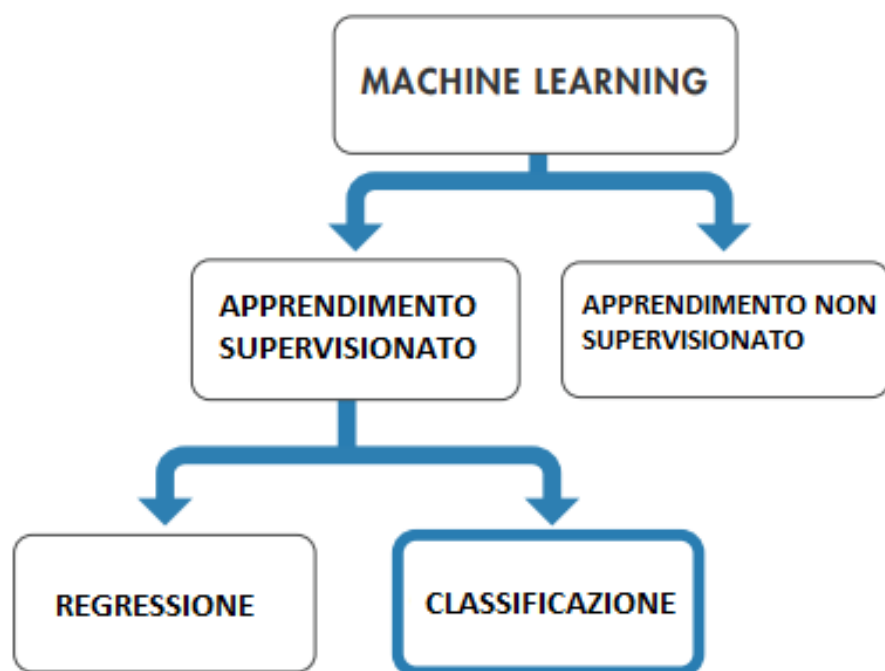 MACHINE LEARNING
APPRENDIMENTO
SUPERVISIONATO
APPRENDIMENTO NON
SUPERVISIONATO
REGRESSIONE
CLASSIFICAZIONE